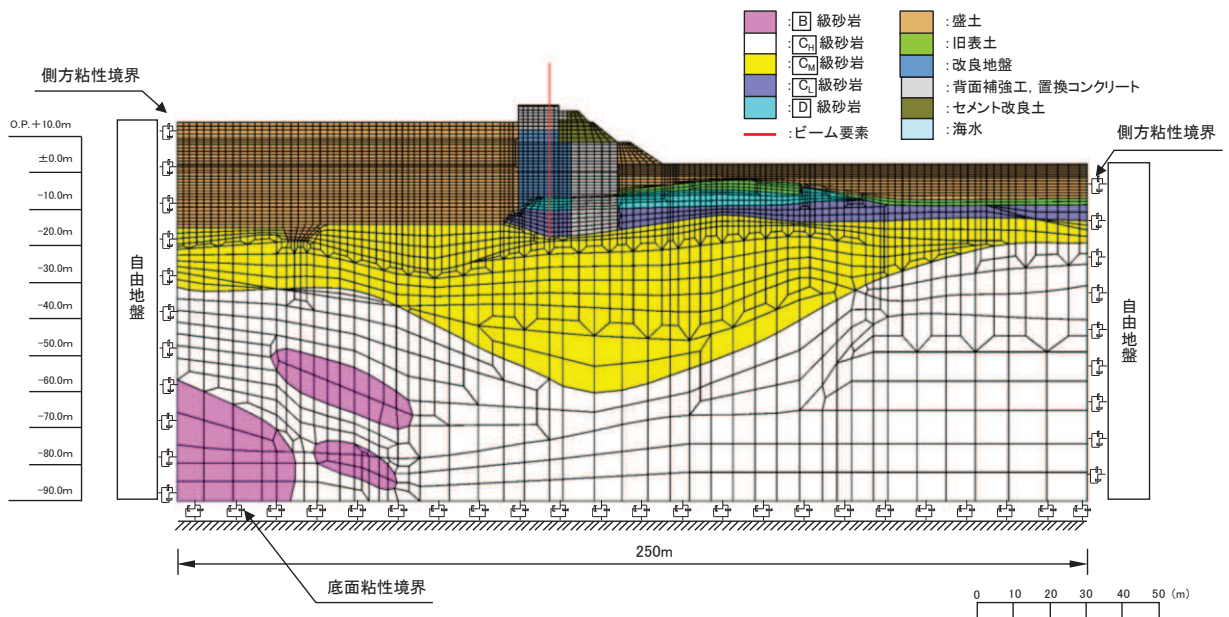 B 級砂岩
CH 級砂岩
CM 級砂岩
CL 級砂岩
D 級砂岩
:ビーム要素
:盛土
:旧表土
:改良地盤
:背面補強工，置換コンクリート
:セメント改良土
:海水
側方粘性境界
側方粘性境界
O.P.＋10.0m
±0.0m
-10.0m
-20.0m
-30.0m
-40.0m
-50.0m
-60.0m
-70.0m
-80.0m
-90.0m
自由地盤
自由地盤
250m
底面粘性境界
0 10 20 30 40 50 (m)